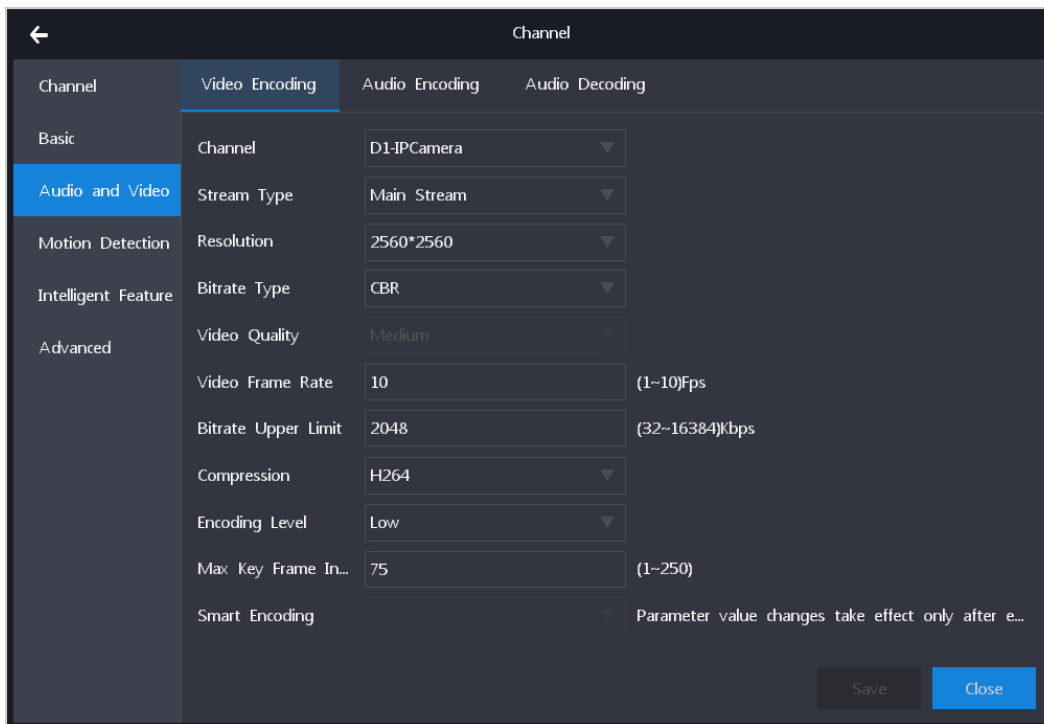 Channel
Channel
Basic
Audio and Video
Motion Detection
Intelligent Feature
Advanced
Video Encoding Audio Encoding Audio Decoding
Channel D1-IPCamera
Stream Type Main Stream
Resolution 2560*2560
Bitrate Type CBR
Video Quality Medium
Video Frame Rate 10 (1~10)Fps
Bitrate Upper Limit 2048 (32~16384)Kbps
Compression H264
Encoding Level Low
Max Key Frame In... 75 (1~250)
Smart Encoding Parameter value changes take effect only after e...
Save Close